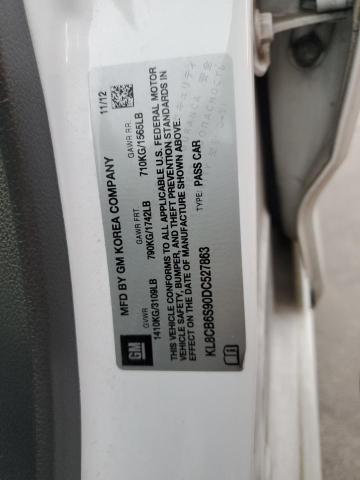 MFD BY GM KOREA COMPANY 11/12
GVWR GAWR FRT GAWR RR
1410KG/3109LB 790KG/1742LB 710KG/1565LB
THIS VEHICLE CONFORMS TO ALL APPLICABLE U.S. FEDERAL MOTOR
VEHICLE SAFETY, BUMPER, AND THEFT PREVENTION STANDARDS IN
EFFECT ON THE DATE OF MANUFACTURE SHOWN ABOVE.
KL8CB6S90DC527863 TYPE: PASS CAR
GM